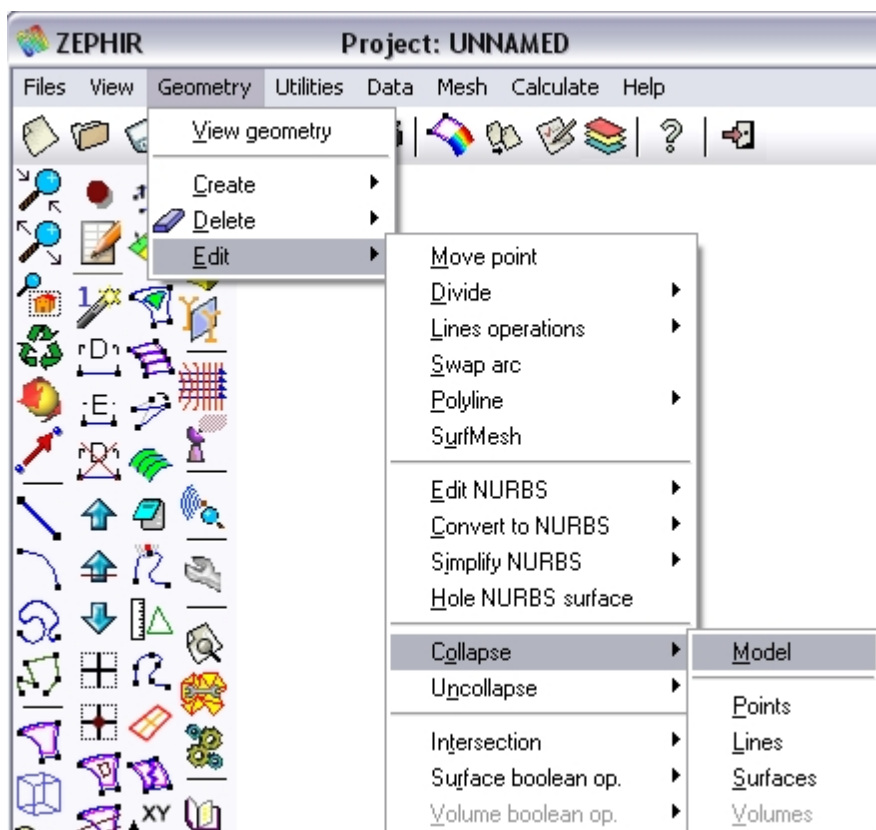 ZEPHIR Project: UNNAMED
Files View Geometry Utilities Data Mesh Calculate Help
View geometry
Create
Delete
Edit
Move point
Divide
Lines operations
Swap arc
Polyline
SurfMesh
Edit NURBS
Convert to NURBS
Simplify NURBS
Hole NURBS surface
Collapse
Uncollapse
Intersection
Surface boolean op.
Volume boolean op.
Model
Points
Lines
Surfaces
Volumes
1
D
E
D
XY